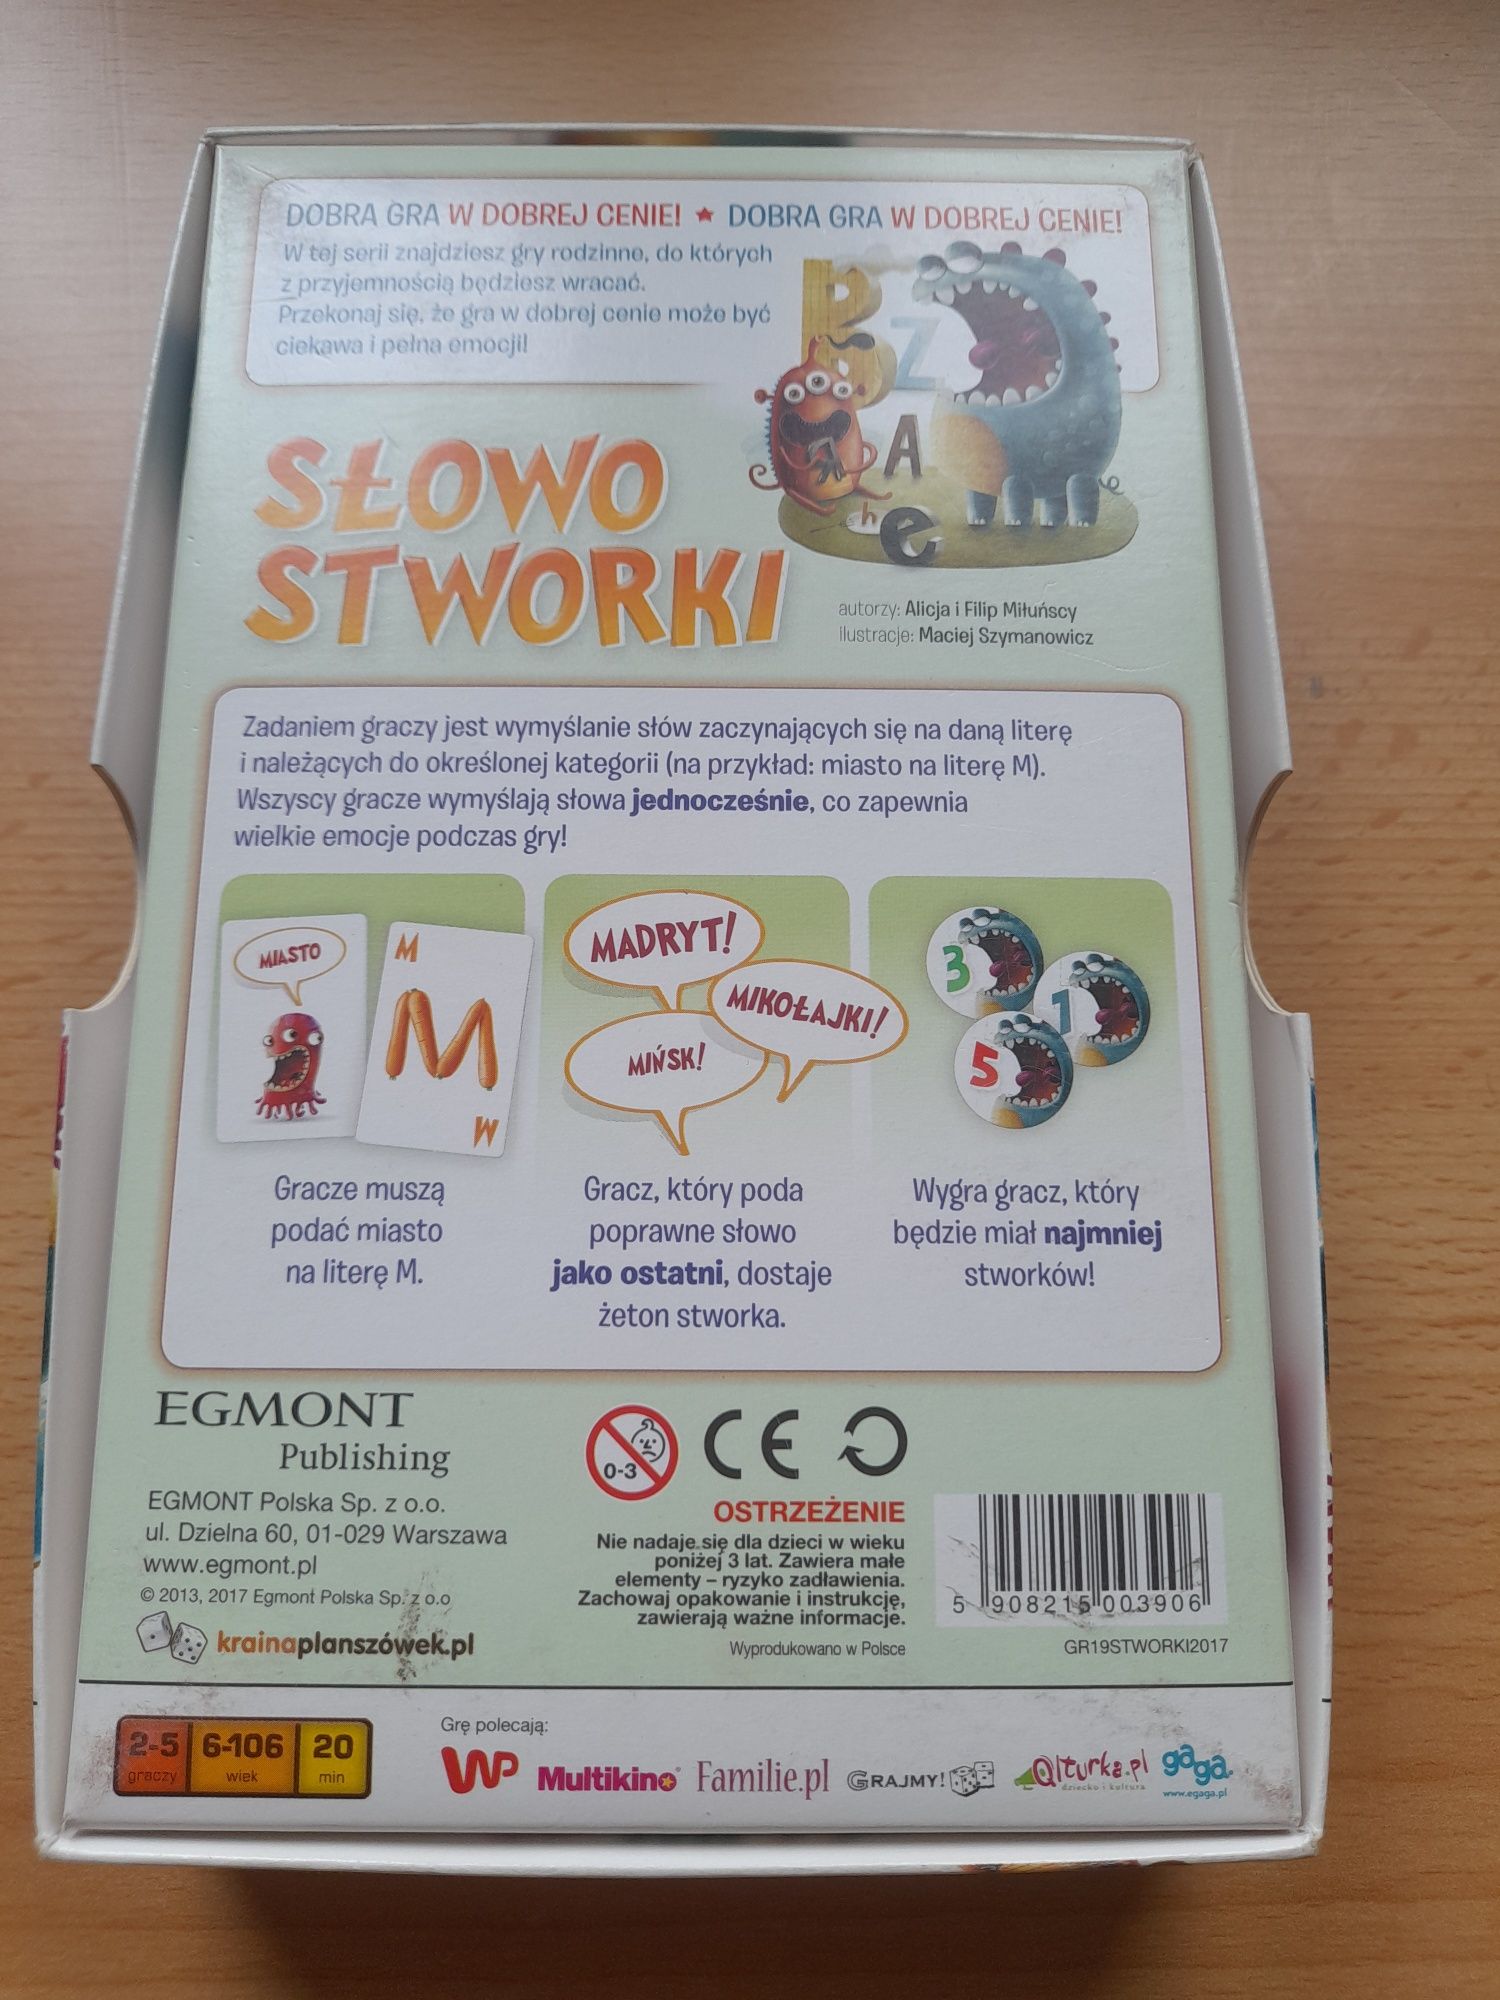 DOBRA GRA W DOBREJ CENIE! ★ DOBRA GRA W DOBREJ CENIE!
W tej serii znajdziesz gry rodzinne, do których
z przyjemnością będziesz wracać.
Przekonaj się, że gra w dobrej cenie może być
ciekawa i pełna emocji!
B
Z
R
A
h
e
SŁOWO
STWORKI
autorzy: Alicja i Filip Miłuńscy
ilustracje: Maciej Szymanowicz
Zadaniem graczy jest wymyślanie słów zaczynających się na daną literę
i należących do określonej kategorii (na przykład: miasto na literę M).
Wszyscy gracze wymyślają słowa jednocześnie, co zapewnia
wielkie emocje podczas gry!
MIASTO
M
M
M
MADRYT!
MIKOŁAJKI!
MIŃSK!
3
1
5
Gracze muszą
podać miasto
na literę M.
Gracz, który poda
poprawne słowo
jako ostatni, dostaje
żeton stworka.
Wygra gracz, który
będzie miał najmniej
stworków!
EGMONT
Publishing
EGMONT Polska Sp. z o.o.
ul. Dzielna 60, 01-029 Warszawa
www.egmont.pl
© 2013, 2017 Egmont Polska Sp. z o.o
krainaplanszówek.pl
0-3
CE
OSTRZEŻENIE
Nie nadaje się dla dzieci w wieku
poniżej 3 lat. Zawiera małe
elementy – ryzyko zadławienia.
Zachowaj opakowanie i instrukcję,
zawierają ważne informacje.
Wyprodukowano w Polsce
5 908215 003906
GR19STWORKI2017
2-5 graczy
6-106 wiek
20 min
Grę polecają:
WP
Multikino
Familie.pl
GRAJMY!
Qlturka.pl
dziecko i kultura
gaga.
www.egaga.pl